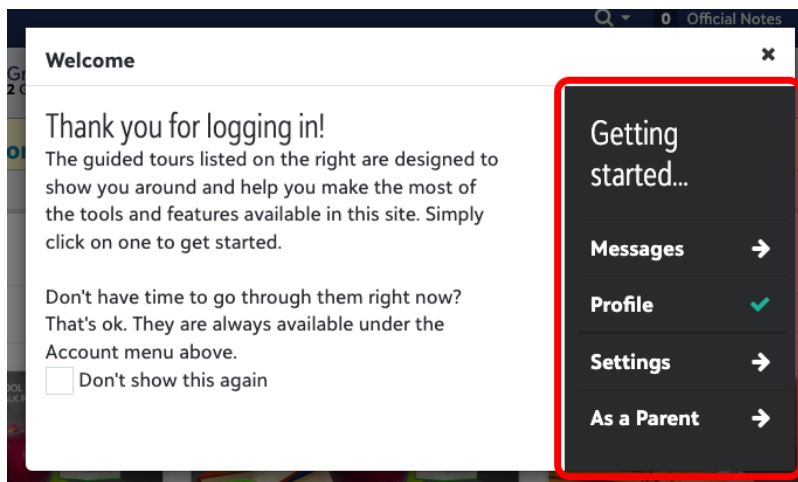 0 Official Notes
Welcome
Thank you for logging in!
The guided tours listed on the right are designed to
show you around and help you make the most of
the tools and features available in this site. Simply
click on one to get started.
Don't have time to go through them right now?
That's ok. They are always available under the
Account menu above.
Don't show this again
Getting
started...
Messages
Profile
Settings
As a Parent